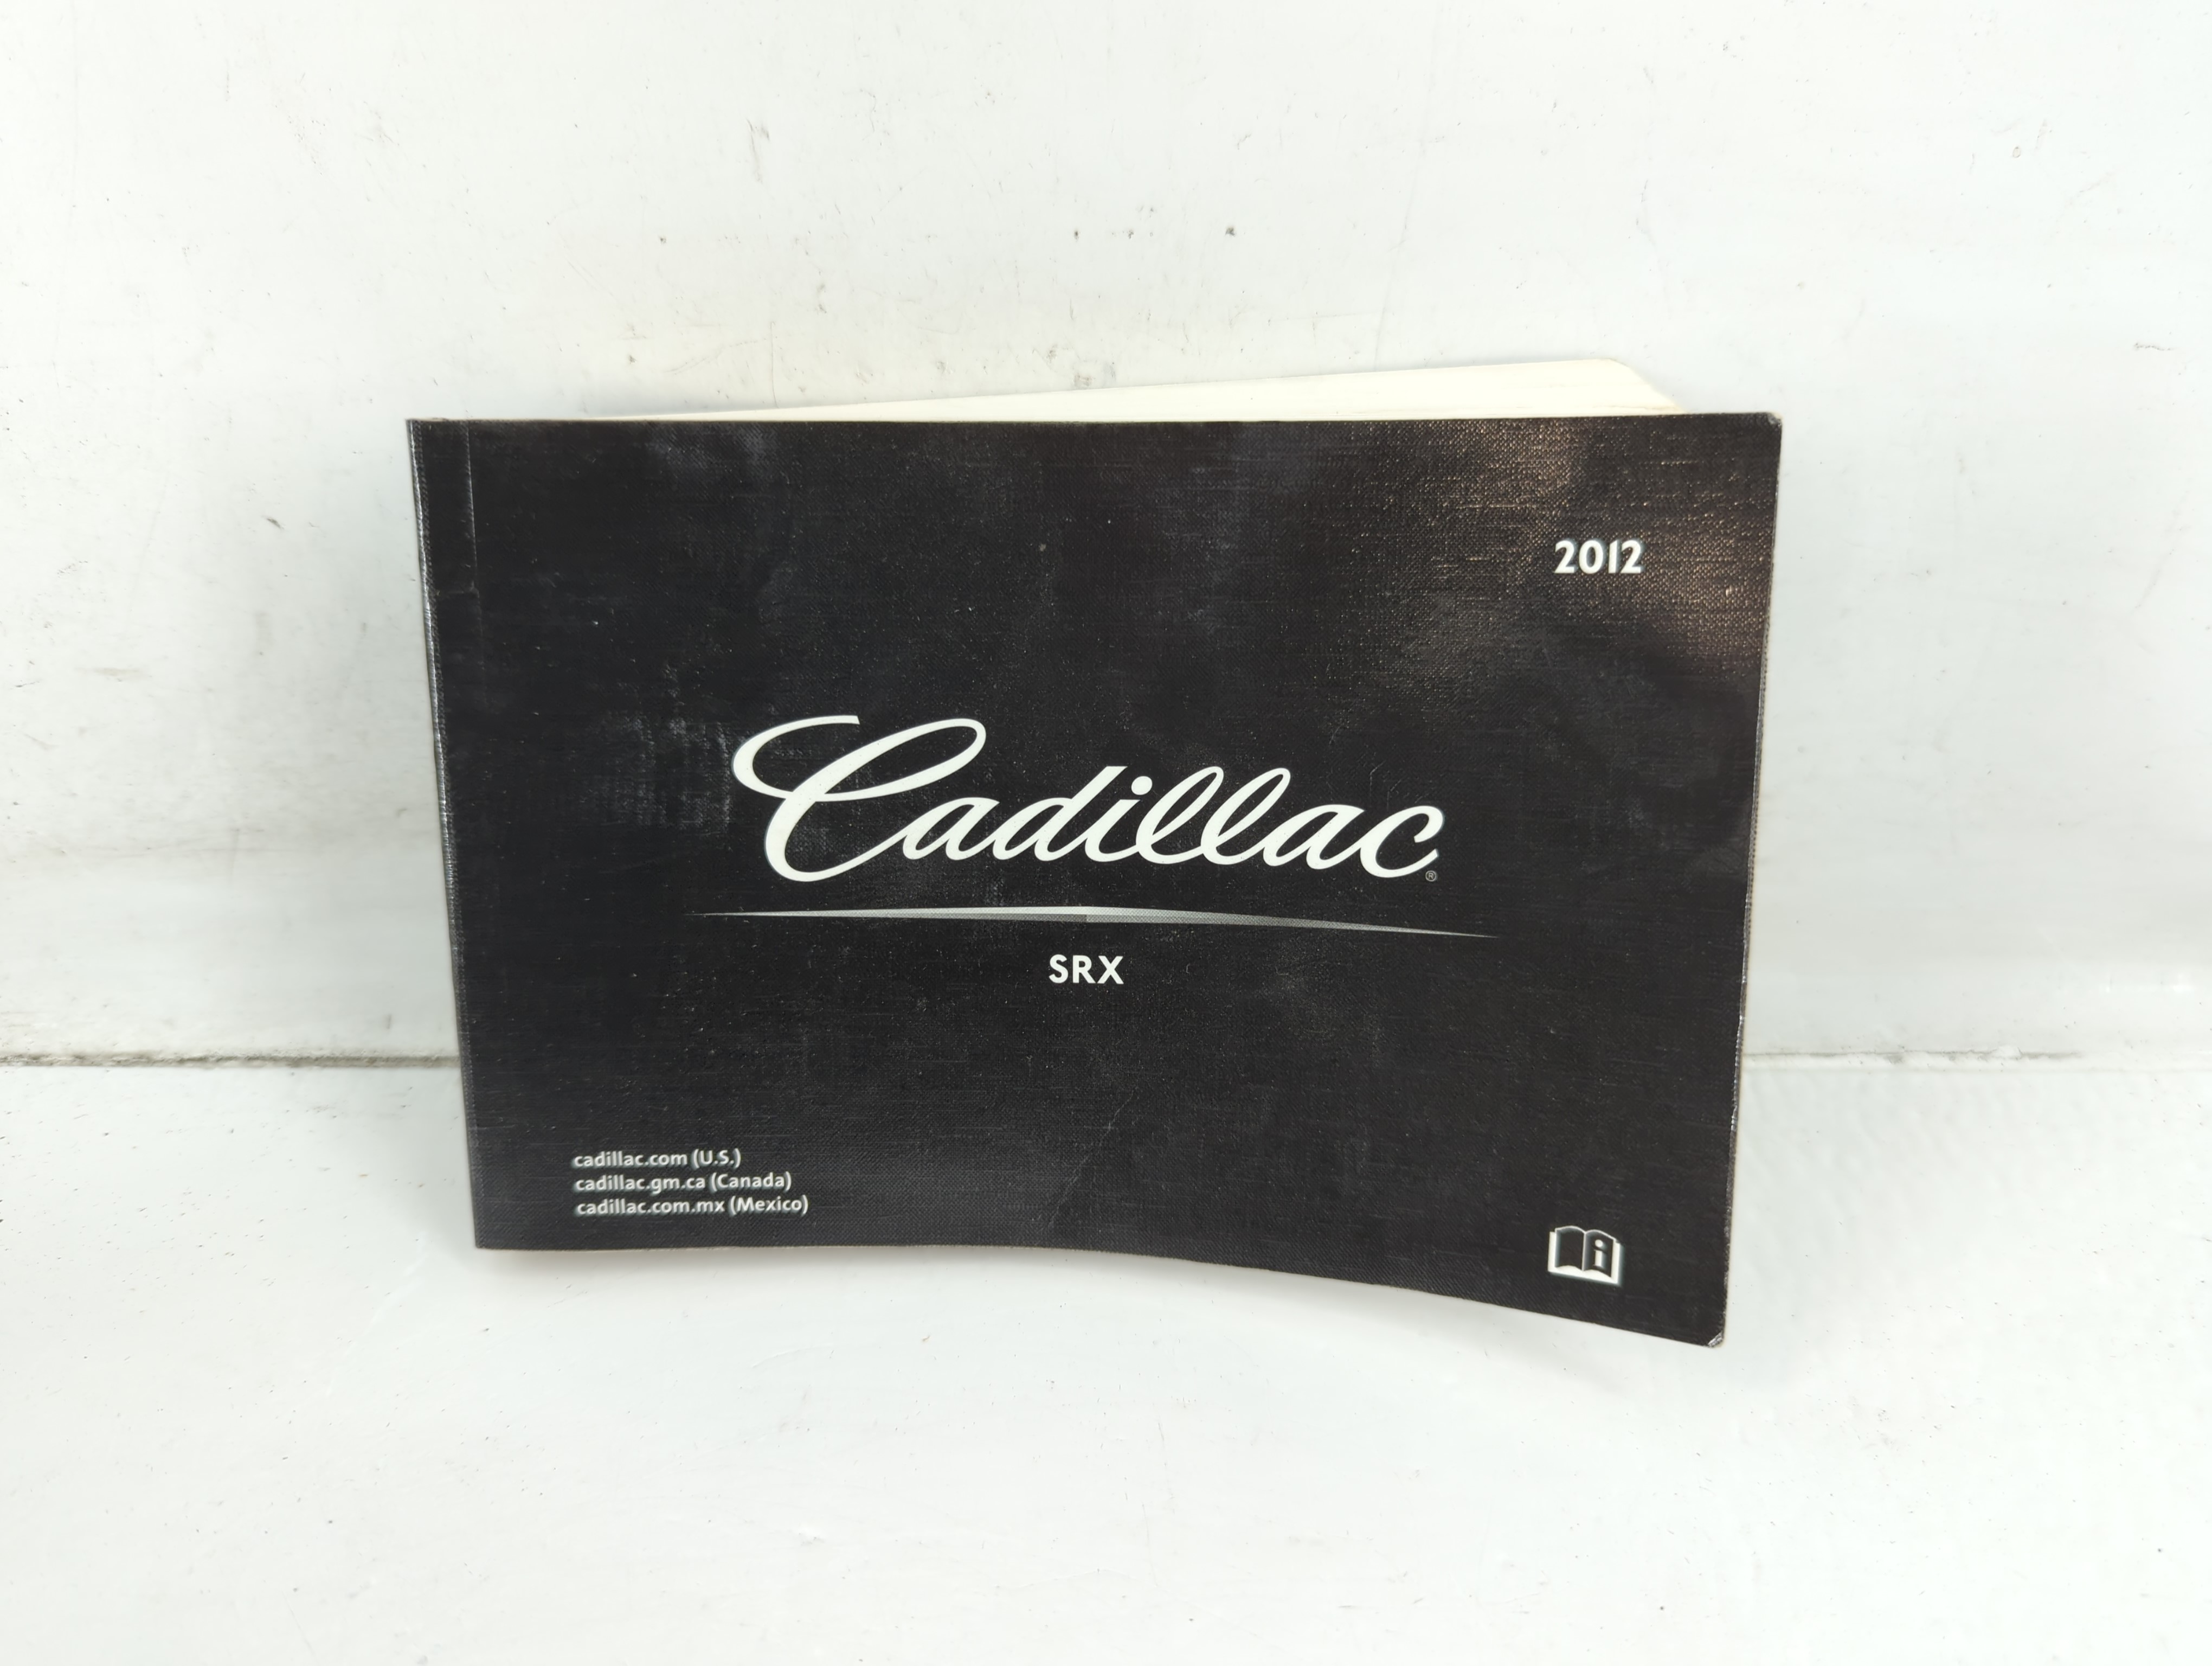 2012
Cadillac®
SRX
cadillac.com (U.S.)
cadillac.gm.ca (Canada)
cadillac.com.mx (Mexico)
i